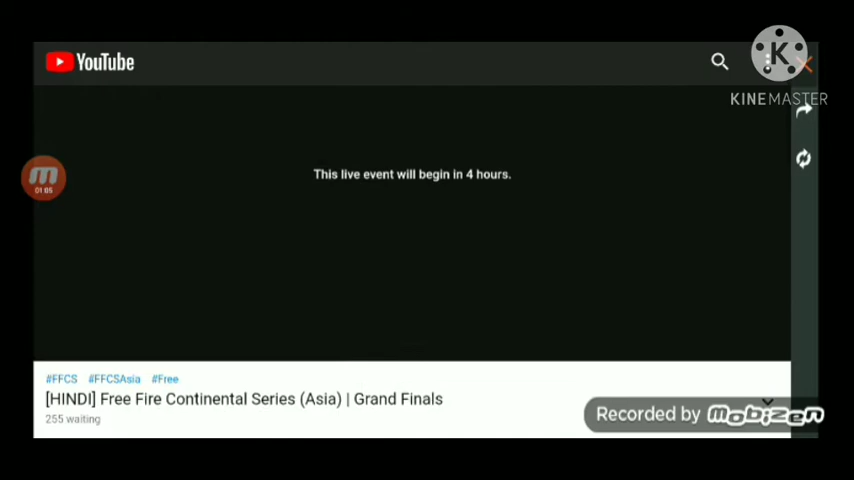 YouTube
K
KINEMASTER
This live event will begin in 4 hours.
01:05
#FFCS #FFCSAsia #Free
[HINDI] Free Fire Continental Series (Asia) | Grand Finals
255 waiting
Recorded by mobizen